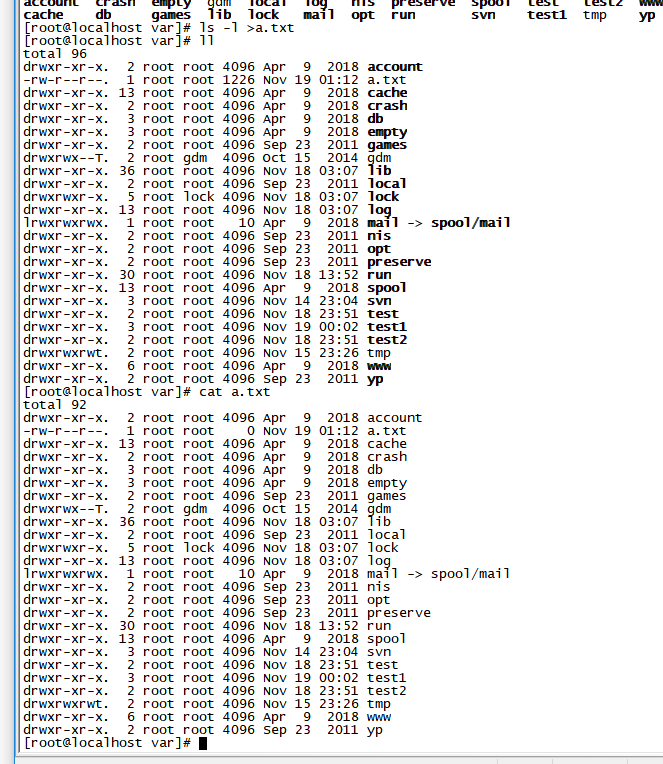 account  crash  empty  gdm  local  log   nis  preserve  spool  test   test2  www
cache    db     games  lib  lock   mail  opt  run       svn    test1  tmp    yp
[root@localhost var]# ls -l >a.txt
[root@localhost var]# ll
total 96
drwxr-xr-x.  2 root root 4096 Apr  9  2018 account
-rw-r--r--.  1 root root 1226 Nov 19 01:12 a.txt
drwxr-xr-x. 13 root root 4096 Apr  9  2018 cache
drwxr-xr-x.  2 root root 4096 Apr  9  2018 crash
drwxr-xr-x.  3 root root 4096 Apr  9  2018 db
drwxr-xr-x.  3 root root 4096 Apr  9  2018 empty
drwxr-xr-x.  2 root root 4096 Sep 23  2011 games
drwxrwx--T.  2 root gdm  4096 Oct 15  2014 gdm
drwxr-xr-x. 36 root root 4096 Nov 18 03:07 lib
drwxr-xr-x.  2 root root 4096 Sep 23  2011 local
drwxrwxr-x.  5 root lock 4096 Nov 18 03:07 lock
drwxr-xr-x. 13 root root 4096 Nov 18 03:07 log
lrwxrwxrwx.  1 root root   10 Apr  9  2018 mail -> spool/mail
drwxr-xr-x.  2 root root 4096 Sep 23  2011 nis
drwxr-xr-x.  2 root root 4096 Sep 23  2011 opt
drwxr-xr-x.  2 root root 4096 Sep 23  2011 preserve
drwxr-xr-x. 30 root root 4096 Nov 18 13:52 run
drwxr-xr-x. 13 root root 4096 Apr  9  2018 spool
drwxr-xr-x.  3 root root 4096 Nov 14 23:04 svn
drwxr-xr-x.  2 root root 4096 Nov 18 23:51 test
drwxr-xr-x.  3 root root 4096 Nov 19 00:02 test1
drwxr-xr-x.  2 root root 4096 Nov 18 23:51 test2
drwxrwxrwt.  2 root root 4096 Nov 15 23:26 tmp
drwxr-xr-x.  6 root root 4096 Apr  9  2018 www
drwxr-xr-x.  2 root root 4096 Sep 23  2011 yp
[root@localhost var]# cat a.txt
total 92
drwxr-xr-x.  2 root root 4096 Apr  9  2018 account
-rw-r--r--.  1 root root    0 Nov 19 01:12 a.txt
drwxr-xr-x. 13 root root 4096 Apr  9  2018 cache
drwxr-xr-x.  2 root root 4096 Apr  9  2018 crash
drwxr-xr-x.  3 root root 4096 Apr  9  2018 db
drwxr-xr-x.  3 root root 4096 Apr  9  2018 empty
drwxr-xr-x.  2 root root 4096 Sep 23  2011 games
drwxrwx--T.  2 root gdm  4096 Oct 15  2014 gdm
drwxr-xr-x. 36 root root 4096 Nov 18 03:07 lib
drwxr-xr-x.  2 root root 4096 Sep 23  2011 local
drwxrwxr-x.  5 root lock 4096 Nov 18 03:07 lock
drwxr-xr-x. 13 root root 4096 Nov 18 03:07 log
lrwxrwxrwx.  1 root root   10 Apr  9  2018 mail -> spool/mail
drwxr-xr-x.  2 root root 4096 Sep 23  2011 nis
drwxr-xr-x.  2 root root 4096 Sep 23  2011 opt
drwxr-xr-x.  2 root root 4096 Sep 23  2011 preserve
drwxr-xr-x. 30 root root 4096 Nov 18 13:52 run
drwxr-xr-x. 13 root root 4096 Apr  9  2018 spool
drwxr-xr-x.  3 root root 4096 Nov 14 23:04 svn
drwxr-xr-x.  2 root root 4096 Nov 18 23:51 test
drwxr-xr-x.  3 root root 4096 Nov 19 00:02 test1
drwxr-xr-x.  2 root root 4096 Nov 18 23:51 test2
drwxrwxrwt.  2 root root 4096 Nov 15 23:26 tmp
drwxr-xr-x.  6 root root 4096 Apr  9  2018 www
drwxr-xr-x.  2 root root 4096 Sep 23  2011 yp
[root@localhost var]#